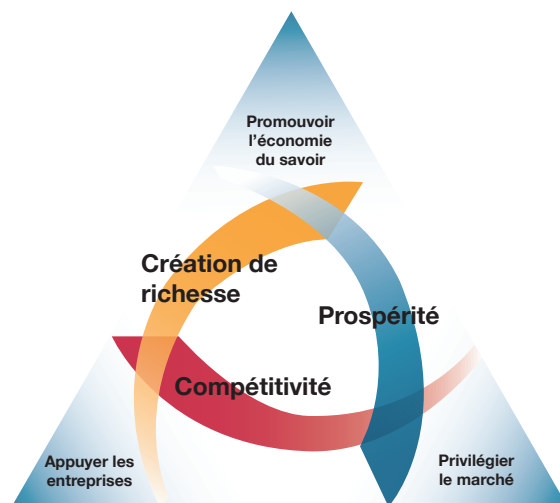 Promouvoir
l'économie
du savoir
Création de
richesse
Prospérité
Compétitivité
Appuyer les
entreprises
Privilégier
le marché